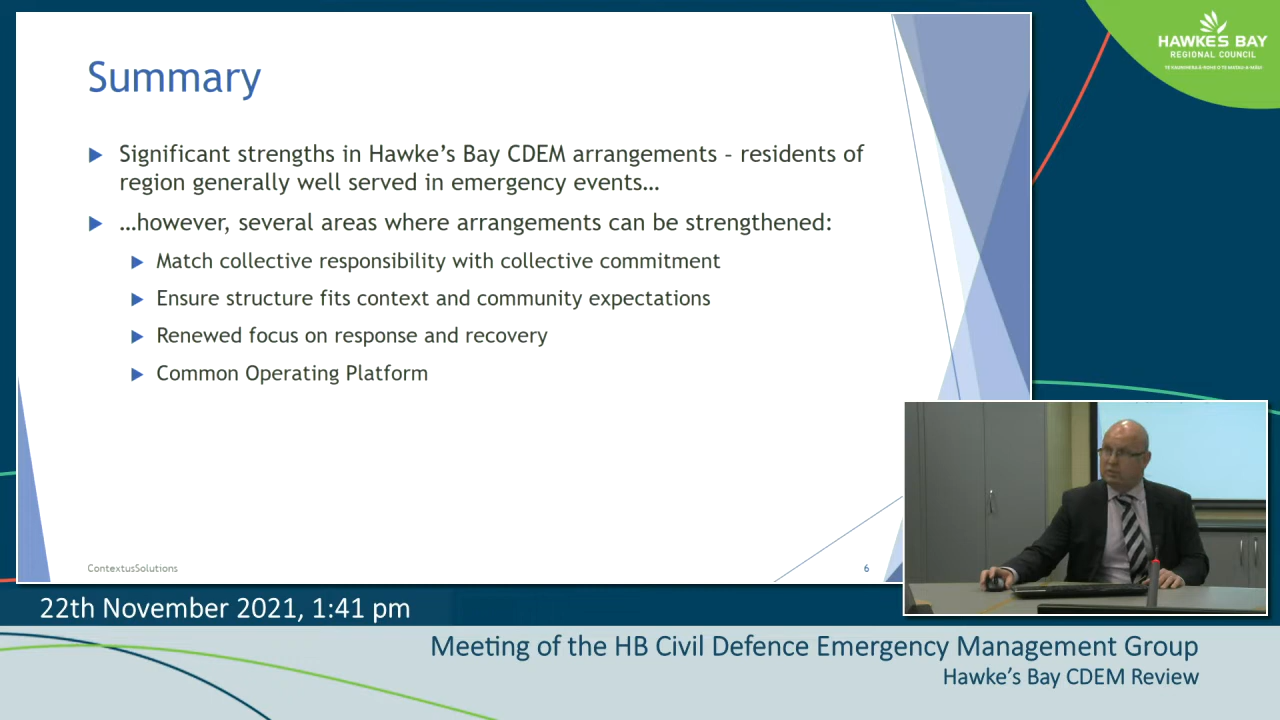 Summary
Significant strengths in Hawke's Bay CDEM arrangements – residents of
region generally well served in emergency events…
…however, several areas where arrangements can be strengthened:
Match collective responsibility with collective commitment
Ensure structure fits context and community expectations
Renewed focus on response and recovery
Common Operating Platform
ContextusSolutions
6
HAWKE'S BAY
REGIONAL COUNCIL
22th November 2021, 1:41 pm
Meeting of the HB Civil Defence Emergency Management Group
Hawke's Bay CDEM Review